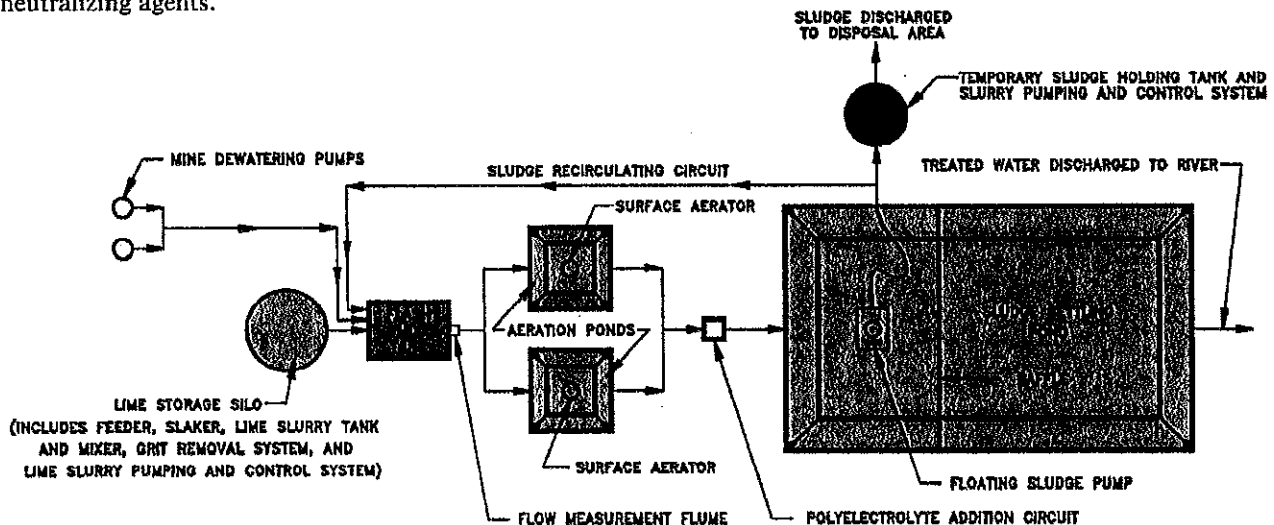 neutralizing agents.
SLUDGE DISCHARGED
TO DISPOSAL AREA
TEMPORARY SLUDGE HOLDING TANK AND
SLURRY PUMPING AND CONTROL SYSTEM
MINE DEWATERING PUMPS
SLUDGE RECIRCULATING CIRCUIT
TREATED WATER DISCHARGED TO RIVER
SURFACE AERATOR
AERATION PONDS
LIME STORAGE SILO
(INCLUDES FEEDER, SLAKER, LIME SLURRY TANK
AND MIXER, GRIT REMOVAL SYSTEM, AND
LIME SLURRY PUMPING AND CONTROL SYSTEM)
SURFACE AERATOR
FLOATING SLUDGE PUMP
FLOW MEASUREMENT FLUME
POLYELECTROLYTE ADDITION CIRCUIT